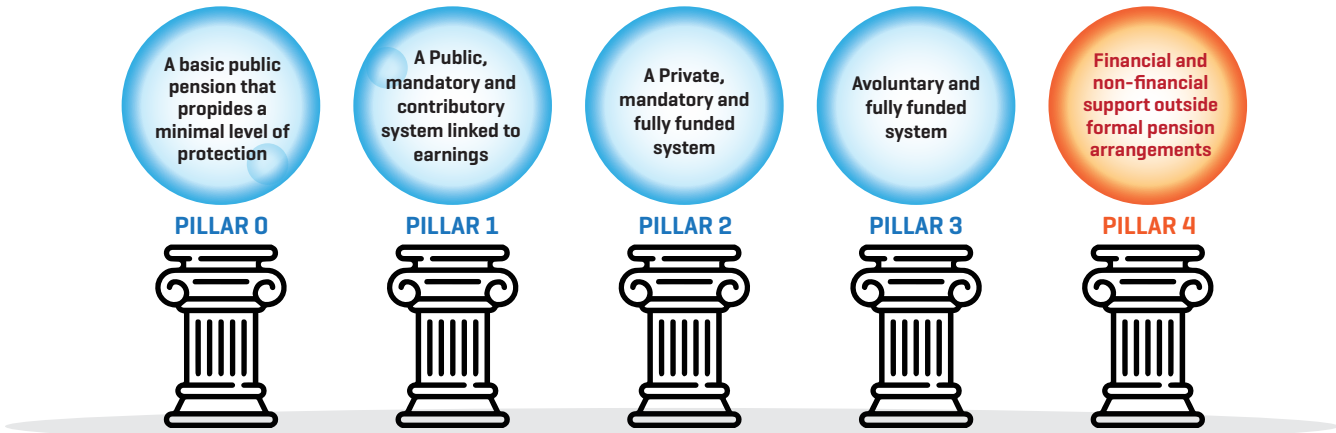 A basic public
pension that
propides a
minimal level of
protection
PILLAR 0
A Public,
mandatory and
contributory
system linked to
earnings
PILLAR 1
A Private,
mandatory and
fully funded
system
PILLAR 2
Avoluntary and
fully funded
system
PILLAR 3
Financial and
non-financial
support outside
formal pension
arrangements
PILLAR 4